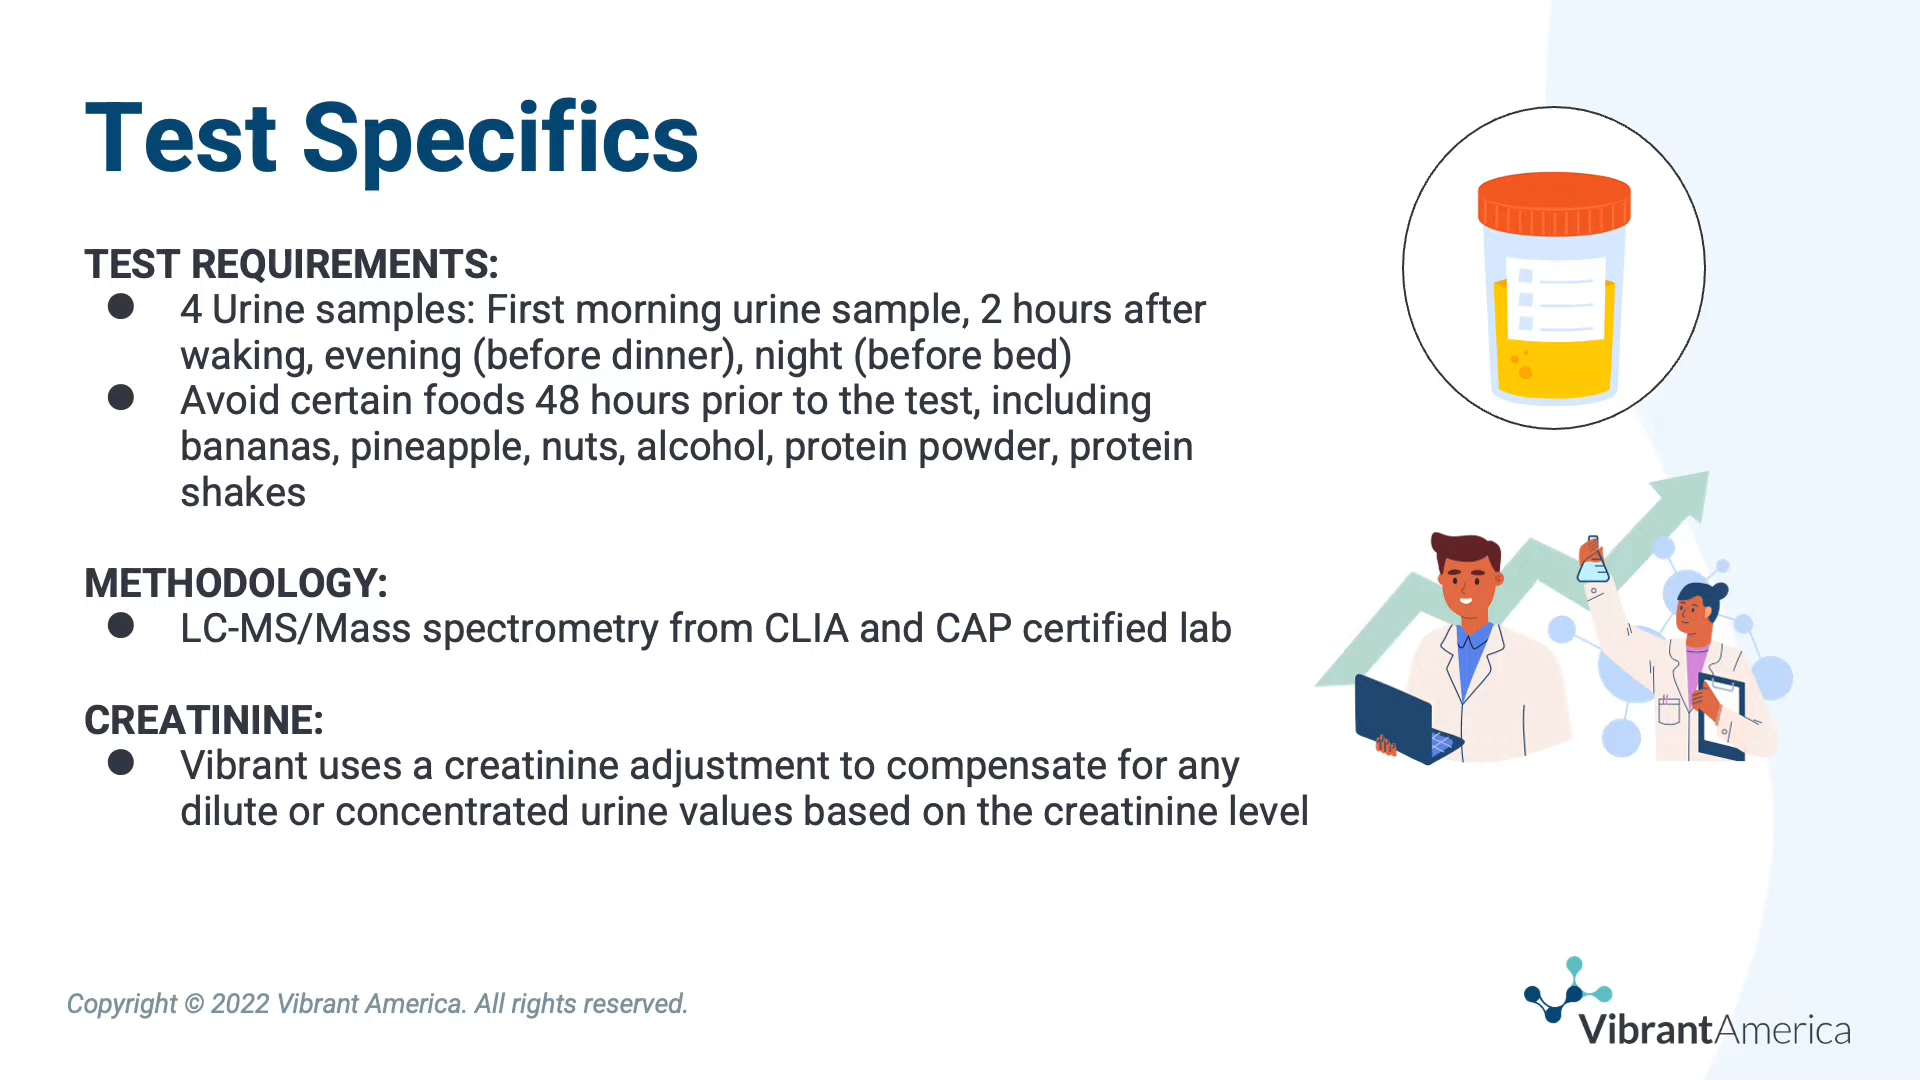 Test Specifics
TEST REQUIREMENTS:
● 4 Urine samples: First morning urine sample, 2 hours after
waking, evening (before dinner), night (before bed)
● Avoid certain foods 48 hours prior to the test, including
bananas, pineapple, nuts, alcohol, protein powder, protein
shakes
METHODOLOGY:
● LC-MS/Mass spectrometry from CLIA and CAP certified lab
CREATININE:
● Vibrant uses a creatinine adjustment to compensate for any
dilute or concentrated urine values based on the creatinine level
Copyright © 2022 Vibrant America. All rights reserved.
VibrantAmerica